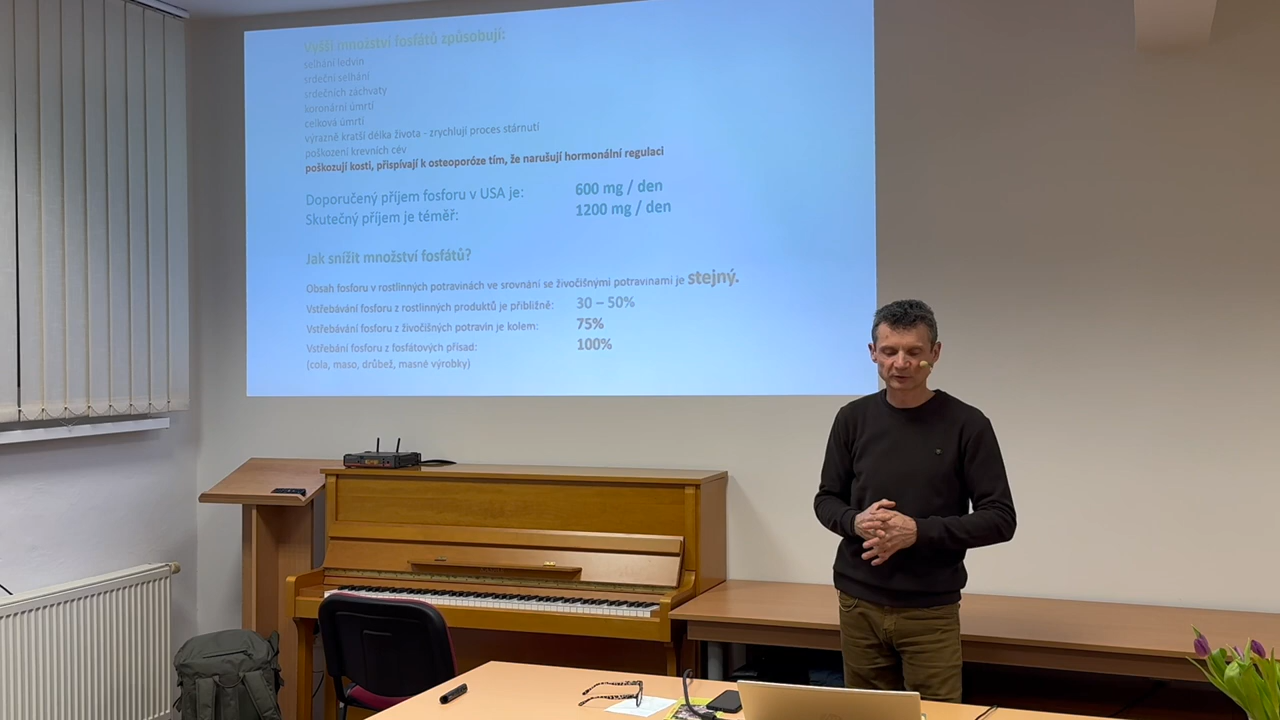 Vyšší množství fosfátů způsobují:
selhání ledvin
srdeční selhání
srdečních záchvaty
koronární úmrtí
celková úmrtí
výrazně kratší délka života - zrychlují proces stárnutí
poškození krevních cév
poškozují kosti, přispívají k osteoporóze tím, že narušují hormonální regulaci
Doporučený příjem fosforu v USA je: 600 mg / den
Skutečný příjem je téměř: 1200 mg / den
Jak snížit množství fosfátů?
Obsah fosforu v rostlinných potravinách ve srovnání se živočišnými potravinami je stejný.
Vstřebávání fosforu z rostlinných produktů je přibližně: 30 – 50%
Vstřebávání fosforu z živočišných potravin je kolem: 75%
Vstřebání fosforu z fosfátových přísad: 100%
(cola, maso, drůbež, masné výrobky)